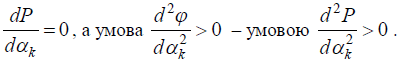 dP/dα_k = 0, а умова d²φ/dα_k² > 0 – умовою d²P/dα_k² > 0 .